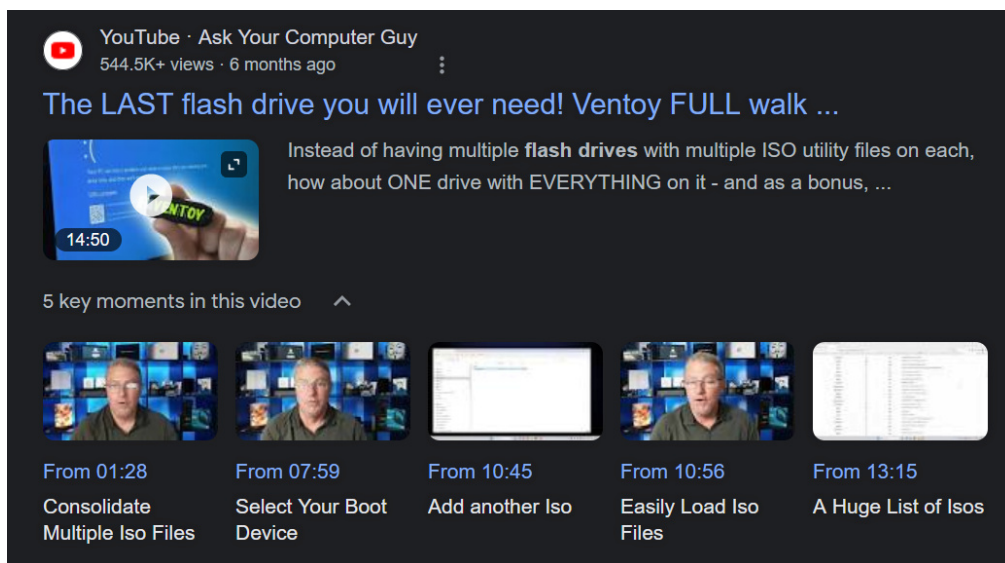 YouTube · Ask Your Computer Guy
544.5K+ views · 6 months ago
The LAST flash drive you will ever need! Ventoy FULL walk ...
Instead of having multiple flash drives with multiple ISO utility files on each,
how about ONE drive with EVERYTHING on it - and as a bonus, ...
:(
VENTOY
14:50
5 key moments in this video
From 01:28
Consolidate
Multiple Iso Files
From 07:59
Select Your Boot
Device
From 10:45
Add another Iso
From 10:56
Easily Load Iso
Files
From 13:15
A Huge List of Isos